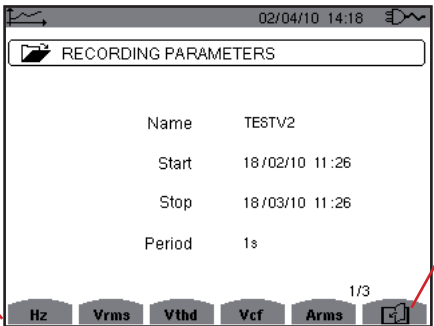 02/04/10 14:18
RECORDING PARAMETERS
Name TESTV2
Start 18/02/10 11:26
Stop 18/03/10 11:26
Period 1s
1/3
Hz Vrms Vthd Vcf Arms